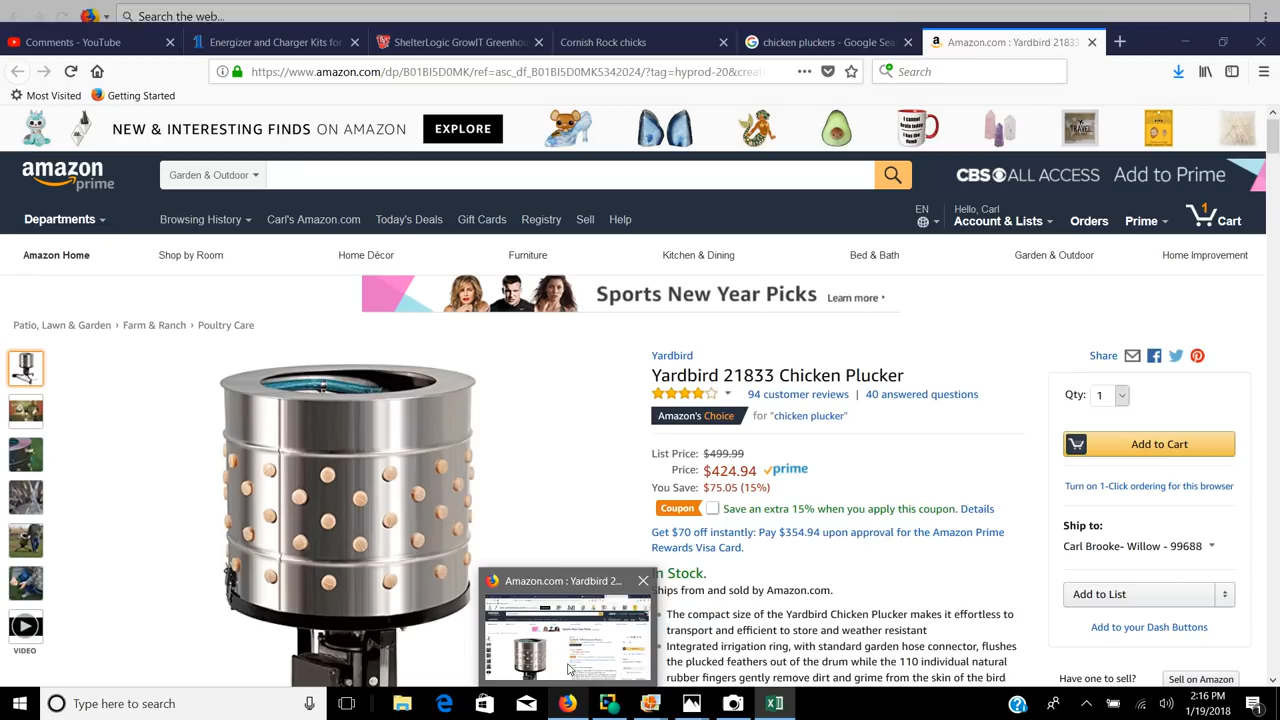 Search the web...
Comments - YouTube
Energizer and Charger Kits for
ShelterLogic GrowIT Greenhou
Cornish Rock chicks
chicken pluckers - Google Sea
Amazon.com : Yardbird 21833
https://www.amazon.com/dp/B01BI5D0MK/ref=asc_df_B01BI5D0MK5342024/?tag=hyprod-20&creat
Search
Most Visited
Getting Started
NEW & INTERESTING FINDS ON AMAZON
EXPLORE
TRAVEL
amazon prime
Garden & Outdoor
CBS ALL ACCESS Add to Prime
Departments
Browsing History
Carl's Amazon.com
Today's Deals
Gift Cards
Registry
Sell
Help
EN
Hello, Carl
Account & Lists
Orders
Prime
1
Cart
Amazon Home
Shop by Room
Home Décor
Furniture
Kitchen & Dining
Bed & Bath
Garden & Outdoor
Home Improvement
Sports New Year Picks Learn more
Patio, Lawn & Garden › Farm & Ranch › Poultry Care
Yardbird
Yardbird 21833 Chicken Plucker
94 customer reviews | 40 answered questions
Amazon's Choice for "chicken plucker"
List Price: $499.99
Price: $424.94 prime
You Save: $75.05 (15%)
Coupon Save an extra 15% when you apply this coupon. Details
Get $70 off instantly: Pay $354.94 upon approval for the Amazon Prime
Rewards Visa Card.
In Stock.
Ships from and sold by Amazon.com.
The compact size of the Yardbird Chicken Plucker makes it effortless to
transport and efficient to store and weather resistant
Integrated irrigation ring, with standard garden hose connector, flushes
the plucked feathers out of the drum while the 110 individual natural
rubber fingers gently remove dirt and grime from the skin of the bird
Share
Qty: 1
Add to Cart
Turn on 1-Click ordering for this browser
Ship to:
Carl Brooke- Willow - 99688
Add to List
Add to your Dash Buttons
Have one to sell?
Sell on Amazon
VIDEO
Amazon.com : Yardbird 2...
Type here to search
2:16 PM
1/19/2018
1